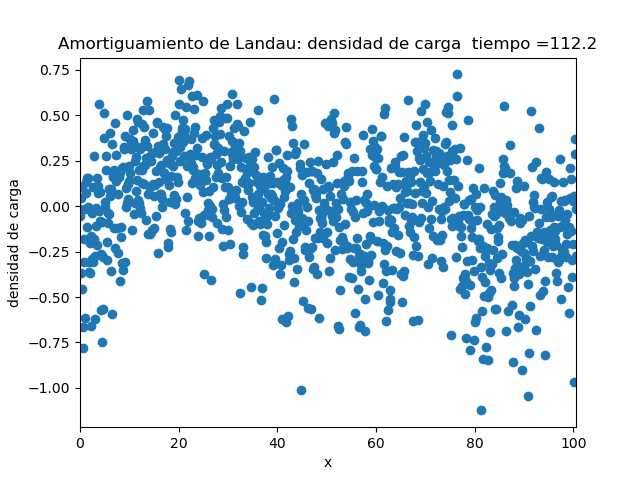 Amortiguamiento de Landau: densidad de carga  tiempo =112.2
0.75
0.50
0.25
0.00
−0.25
−0.50
−0.75
−1.00
densidad de carga
0 20 40 60 80 100
x